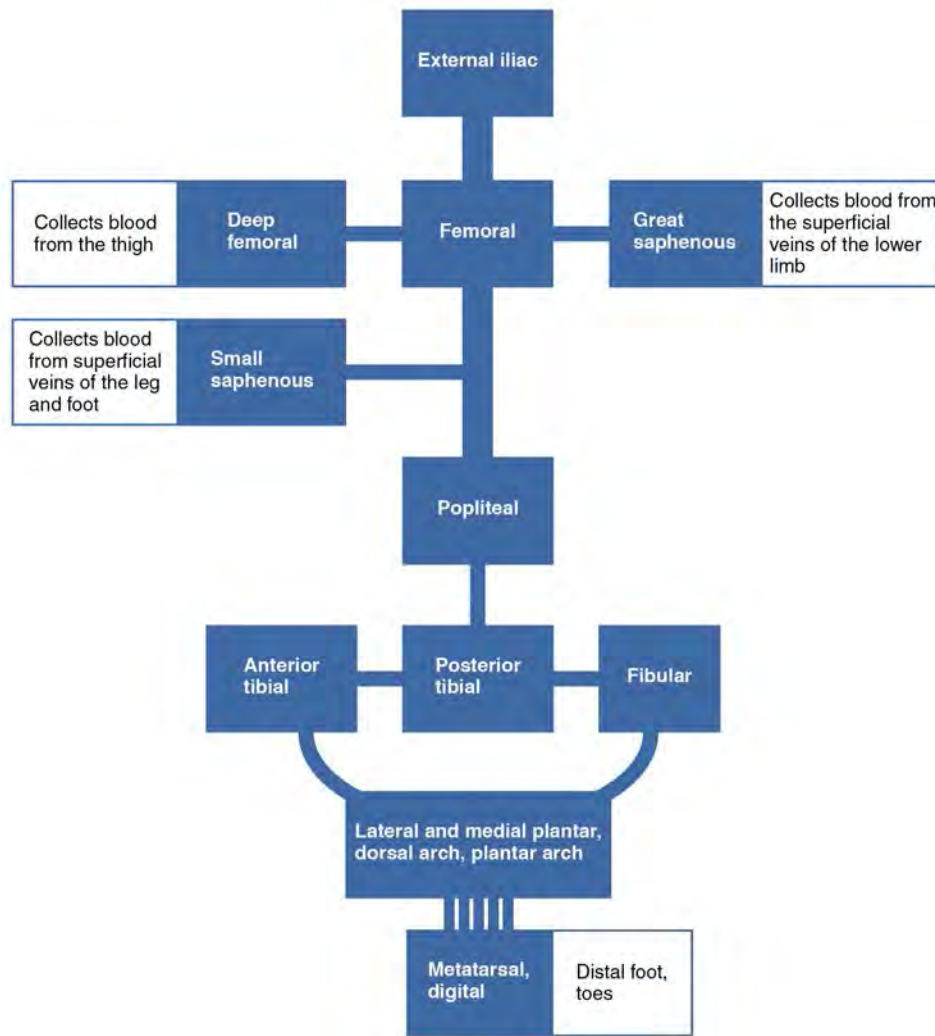 External iliac
Collects blood
from the thigh
Deep
femoral
Femoral
Great
saphenous
Collects blood from
the superficial
veins of the lower
limb
Collects blood
from superficial
veins of the leg
and foot
Small
saphenous
Popliteal
Anterior
tibial
Posterior
tibial
Fibular
Lateral and medial plantar,
dorsal arch, plantar arch
Metatarsal,
digital
Distal foot,
toes